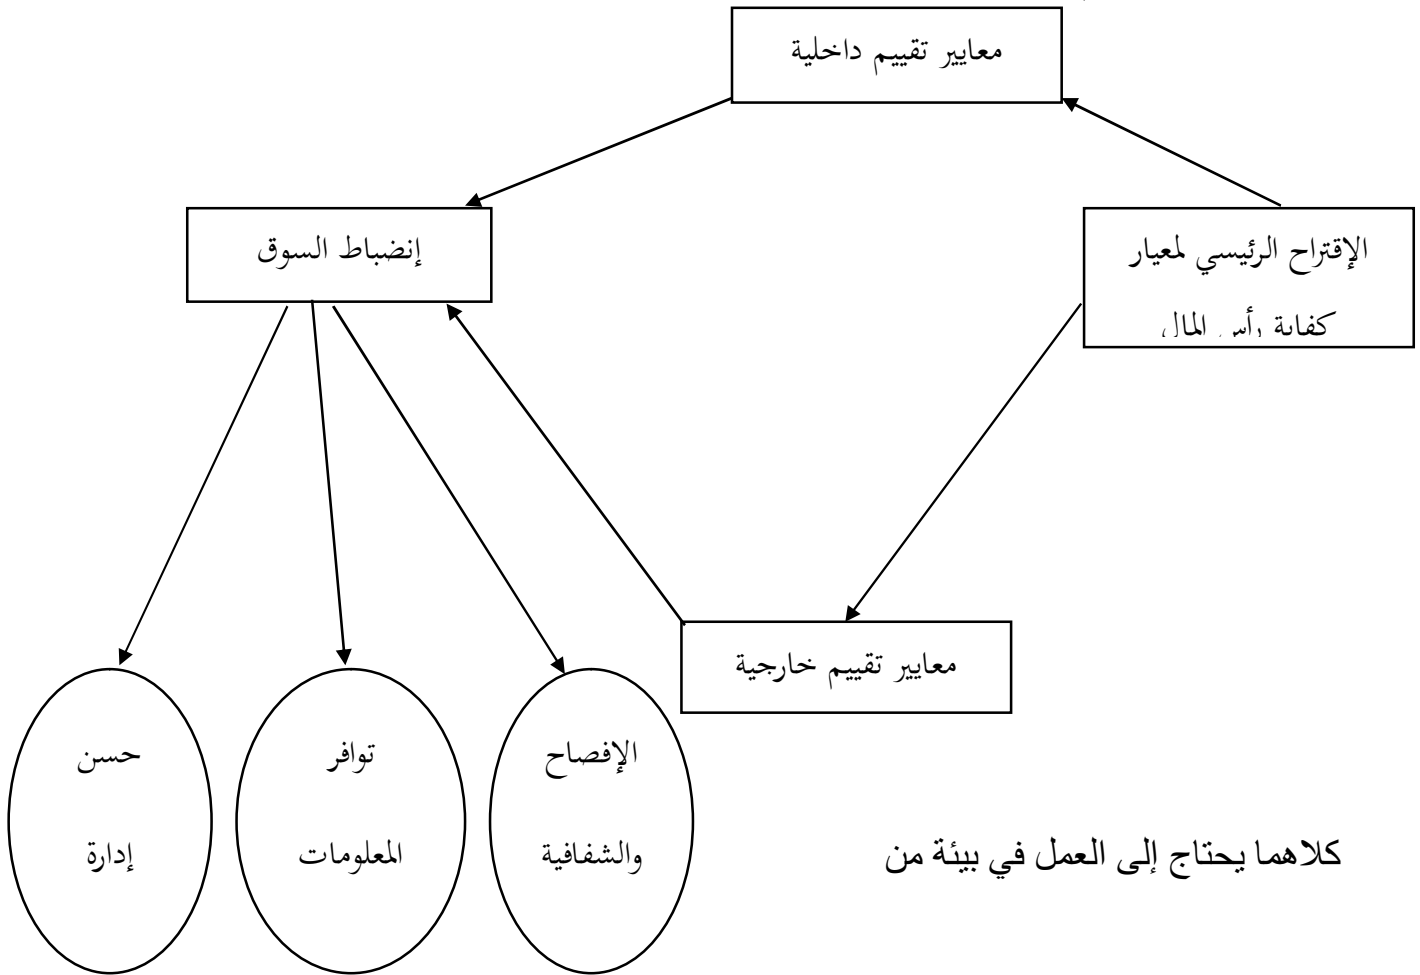 معايير تقييم داخلية
الإقتراح الرئيسي لمعيار
كفاية رأس المال
إنضباط السوق
معايير تقييم خارجية
الإفصاح
والشفافية
توافر
المعلومات
حسن
إدارة
كلاهما يحتاج إلى العمل في بيئة من